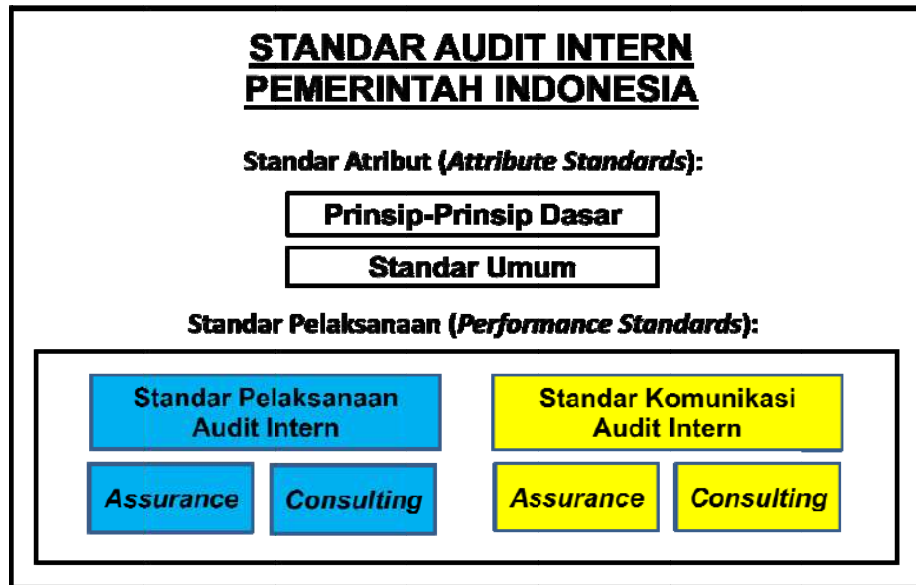 STANDAR AUDIT INTERN
PEMERINTAH INDONESIA
Standar Atribut (Attribute Standards):
Prinsip-Prinsip Dasar
Standar Umum
Standar Pelaksanaan (Performance Standards):
Standar Pelaksanaan
Audit Intern
Assurance
Consulting
Standar Komunikasi
Audit Intern
Assurance
Consulting